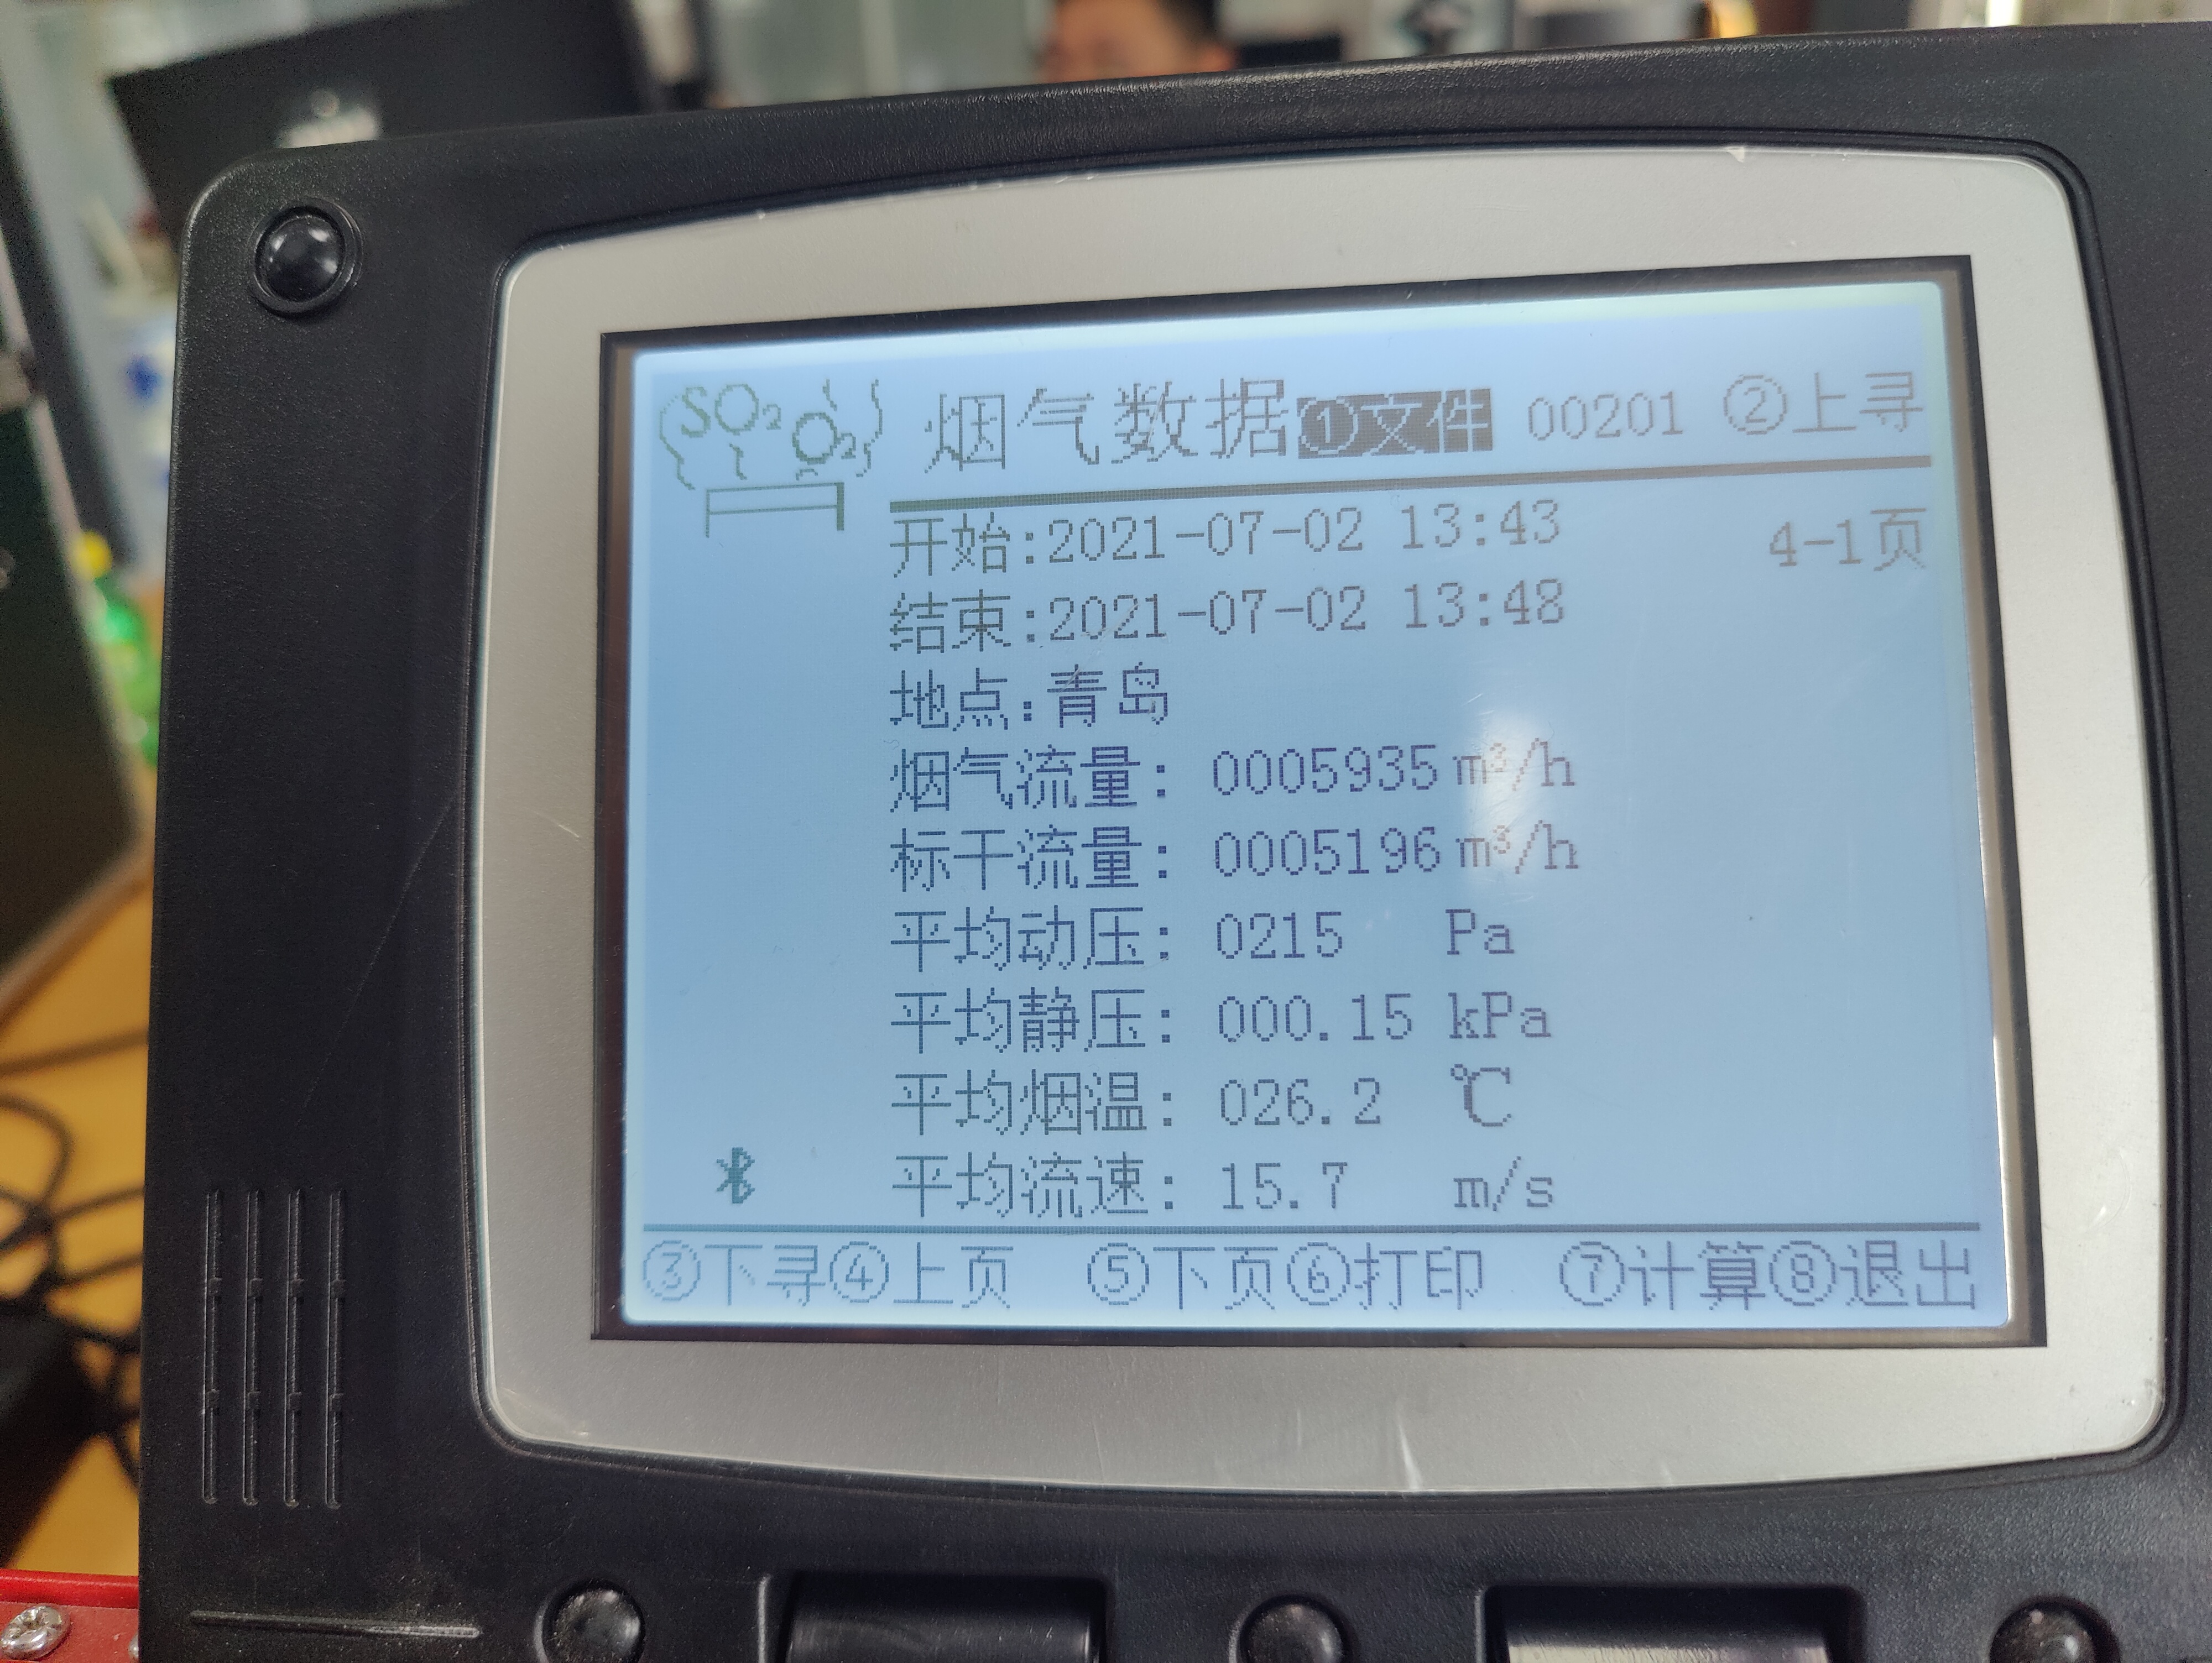 SO₂ O₂
烟气数据①文件 00201 ②上寻
开始:2021-07-02 13:43 4-1页
结束:2021-07-02 13:48
地点:青岛
烟气流量: 0005935m³/h
标干流量: 0005196m³/h
平均动压: 0215 Pa
平均静压: 000.15 kPa
平均烟温: 026.2 ℃
平均流速: 15.7 m/s
③下寻④上页 ⑤下页⑥打印 ⑦计算⑧退出